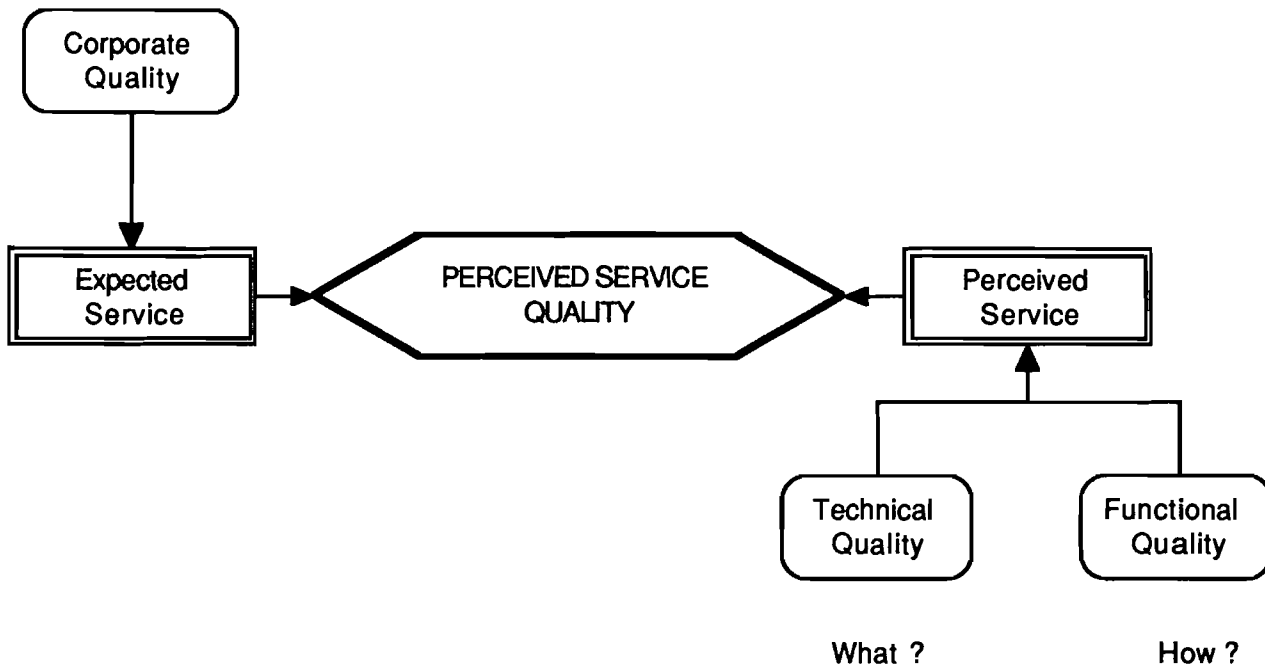 Corporate
Quality
Expected
Service
PERCEIVED SERVICE
QUALITY
Perceived
Service
Technical
Quality
Functional
Quality
What ?
How ?